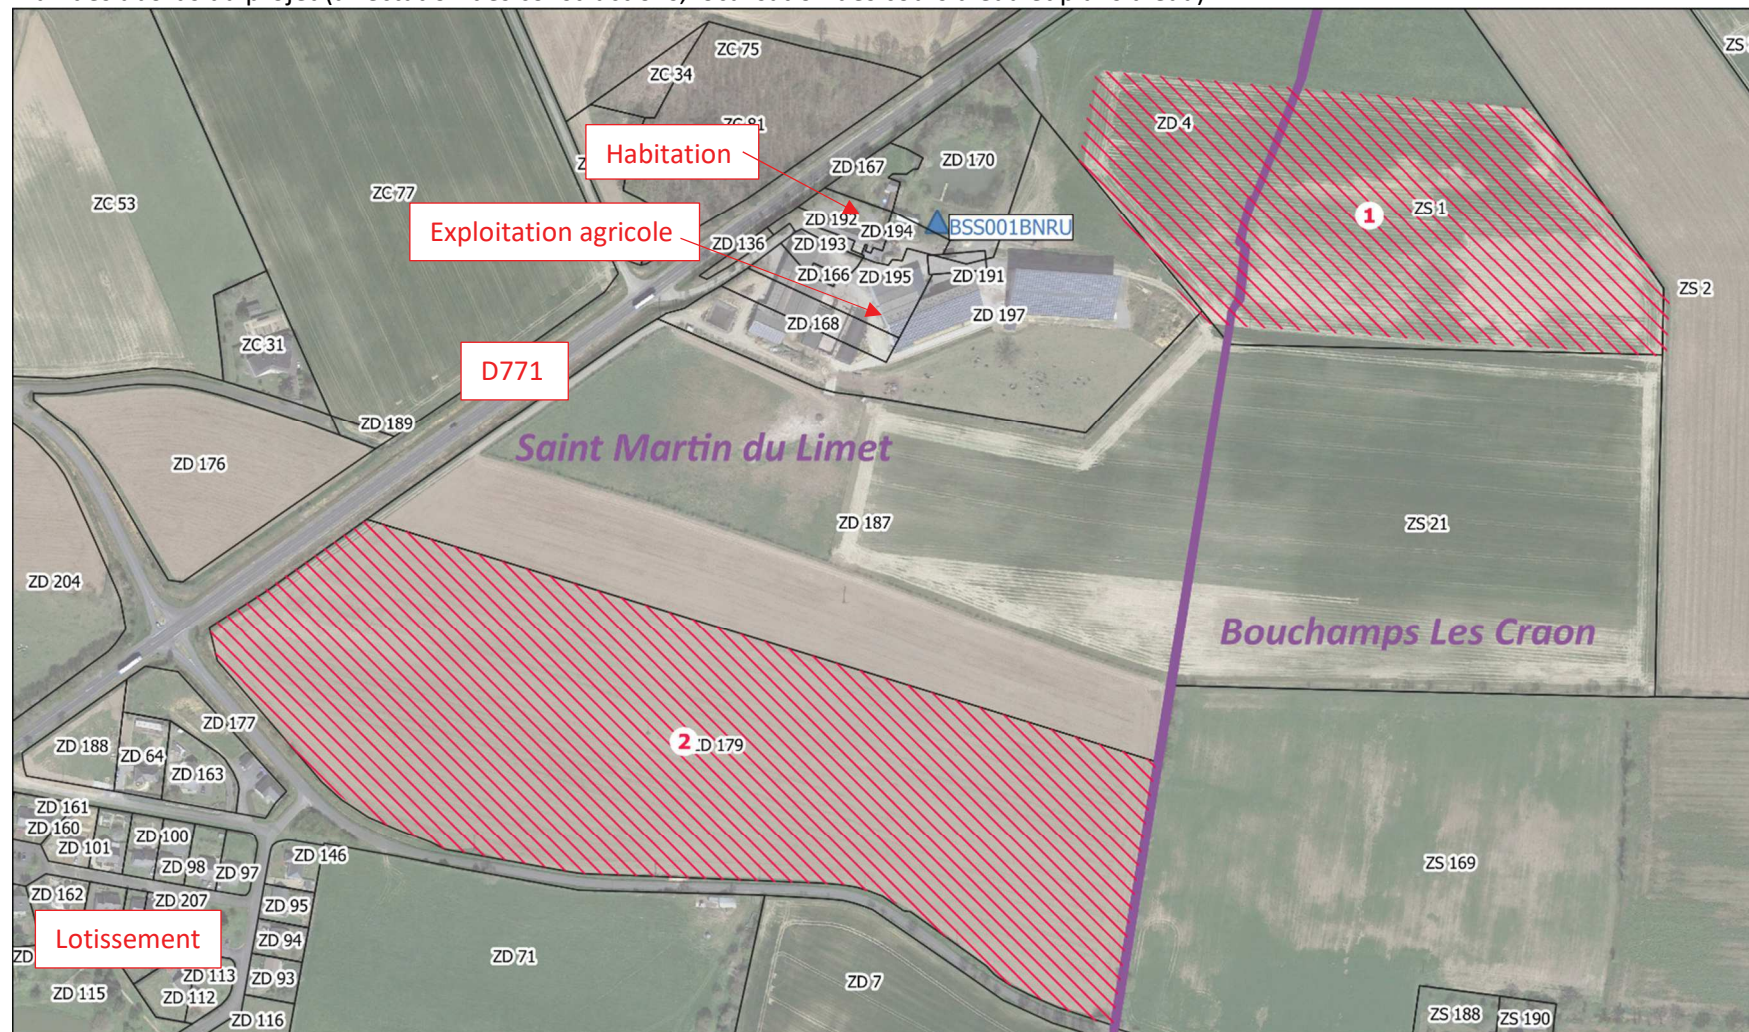 ZC 75
ZS
ZC 34
ZC 81
ZD 4
Habitation
ZD 167
ZD 170
ZC 77
ZC 53
ZS 1
1
Exploitation agricole
ZD 192
ZD 194
BSS001BNRU
ZD 136
ZD 193
ZD 166
ZD 195
ZD 191
ZS 2
ZD 197
ZD 168
ZC 31
D771
ZD 189
Saint Martin du Limet
ZD 176
ZD 187
ZS 21
ZD 204
Bouchamps Les Craon
ZD 177
ZD 188
ZD 64
ZD 163
2
ZD 179
ZD 161
ZD 160
ZD 100
ZD 101
ZD 98
ZD 97
ZD 146
ZS 169
ZD 162
ZD 207
ZD 95
Lotissement
ZD 94
ZD
ZD 71
ZD 113
ZD 93
ZD 7
ZD 115
ZD 112
ZD 116
ZS 188
ZS 190